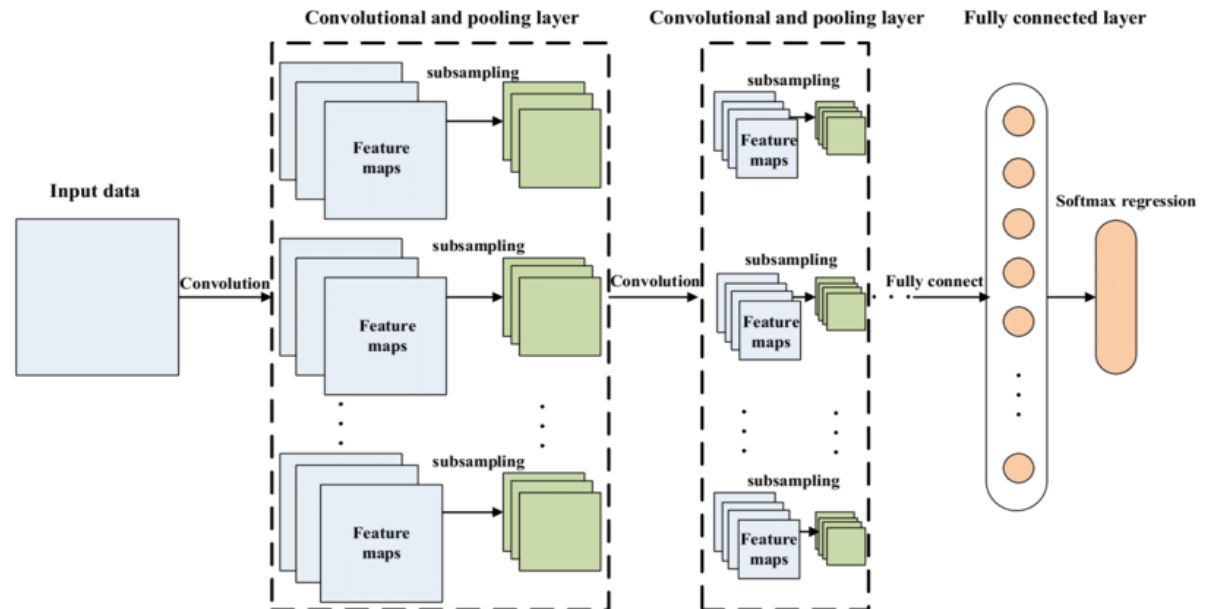 Convolutional and pooling layer
Convolutional and pooling layer
Fully connected layer
subsampling
subsampling
Feature
maps
Feature
maps
Input data
Softmax regression
subsampling
subsampling
Convolution
Convolution
Fully connect
Feature
maps
Feature
maps
subsampling
subsampling
Feature
maps
Feature
maps